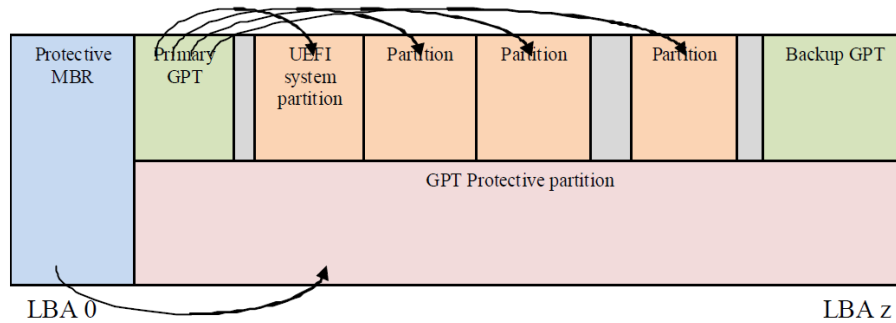 Protective
MBR
Primary
GPT
UEFI
system
partition
Partition
Partition
Partition
Backup GPT
GPT Protective partition
LBA 0
LBA z